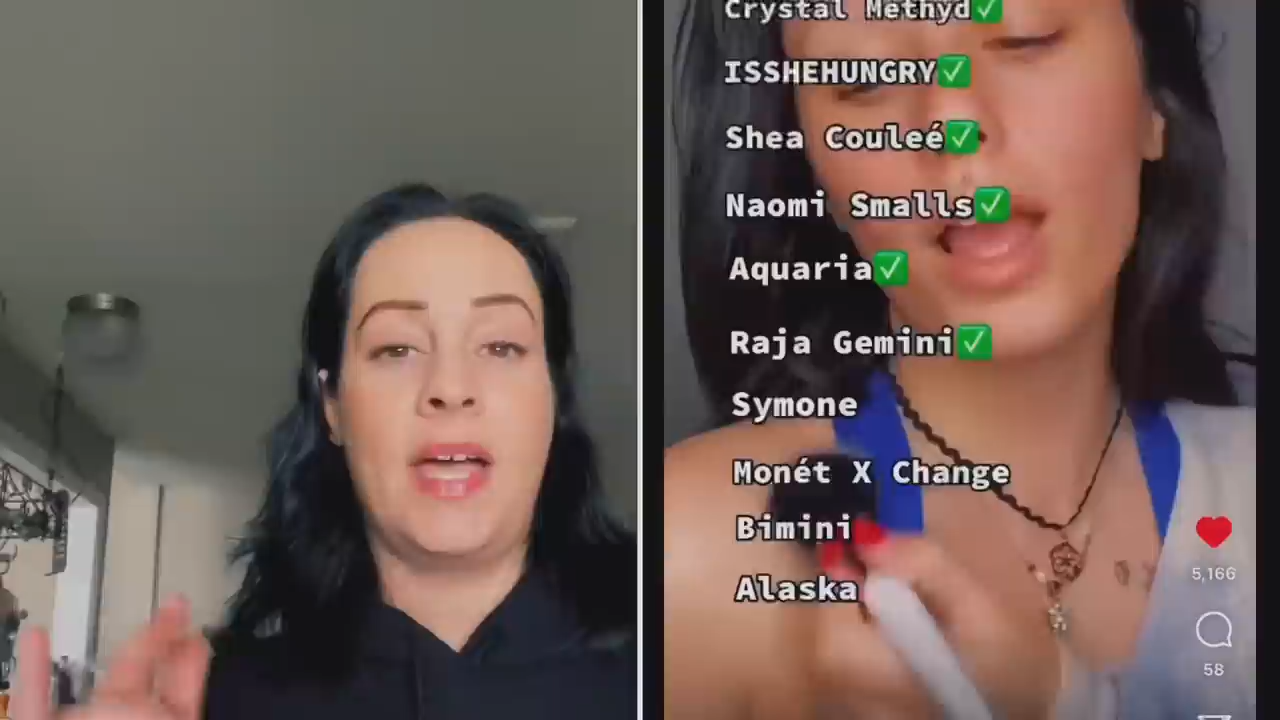 Crystal Methyd✅
ISSHEHUNGRY✅
Shea Couleé✅
Naomi Smalls✅
Aquaria✅
Raja Gemini✅
Symone
Monét X Change
Bimini
Alaska
5,166
58